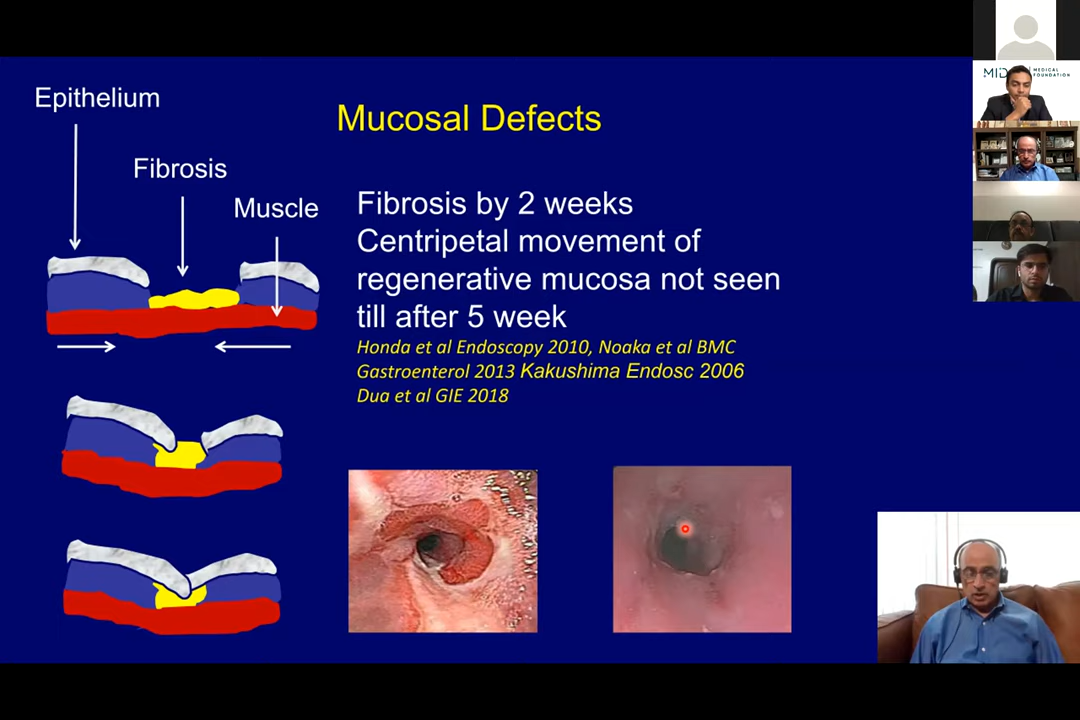 Epithelium
Mucosal Defects
Fibrosis
Muscle
Fibrosis by 2 weeks
Centripetal movement of
regenerative mucosa not seen
till after 5 week
Honda et al Endoscopy 2010, Noaka et al BMC
Gastroenterol 2013 Kakushima Endosc 2006
Dua et al GIE 2018
MEDICAL
FOUNDATION